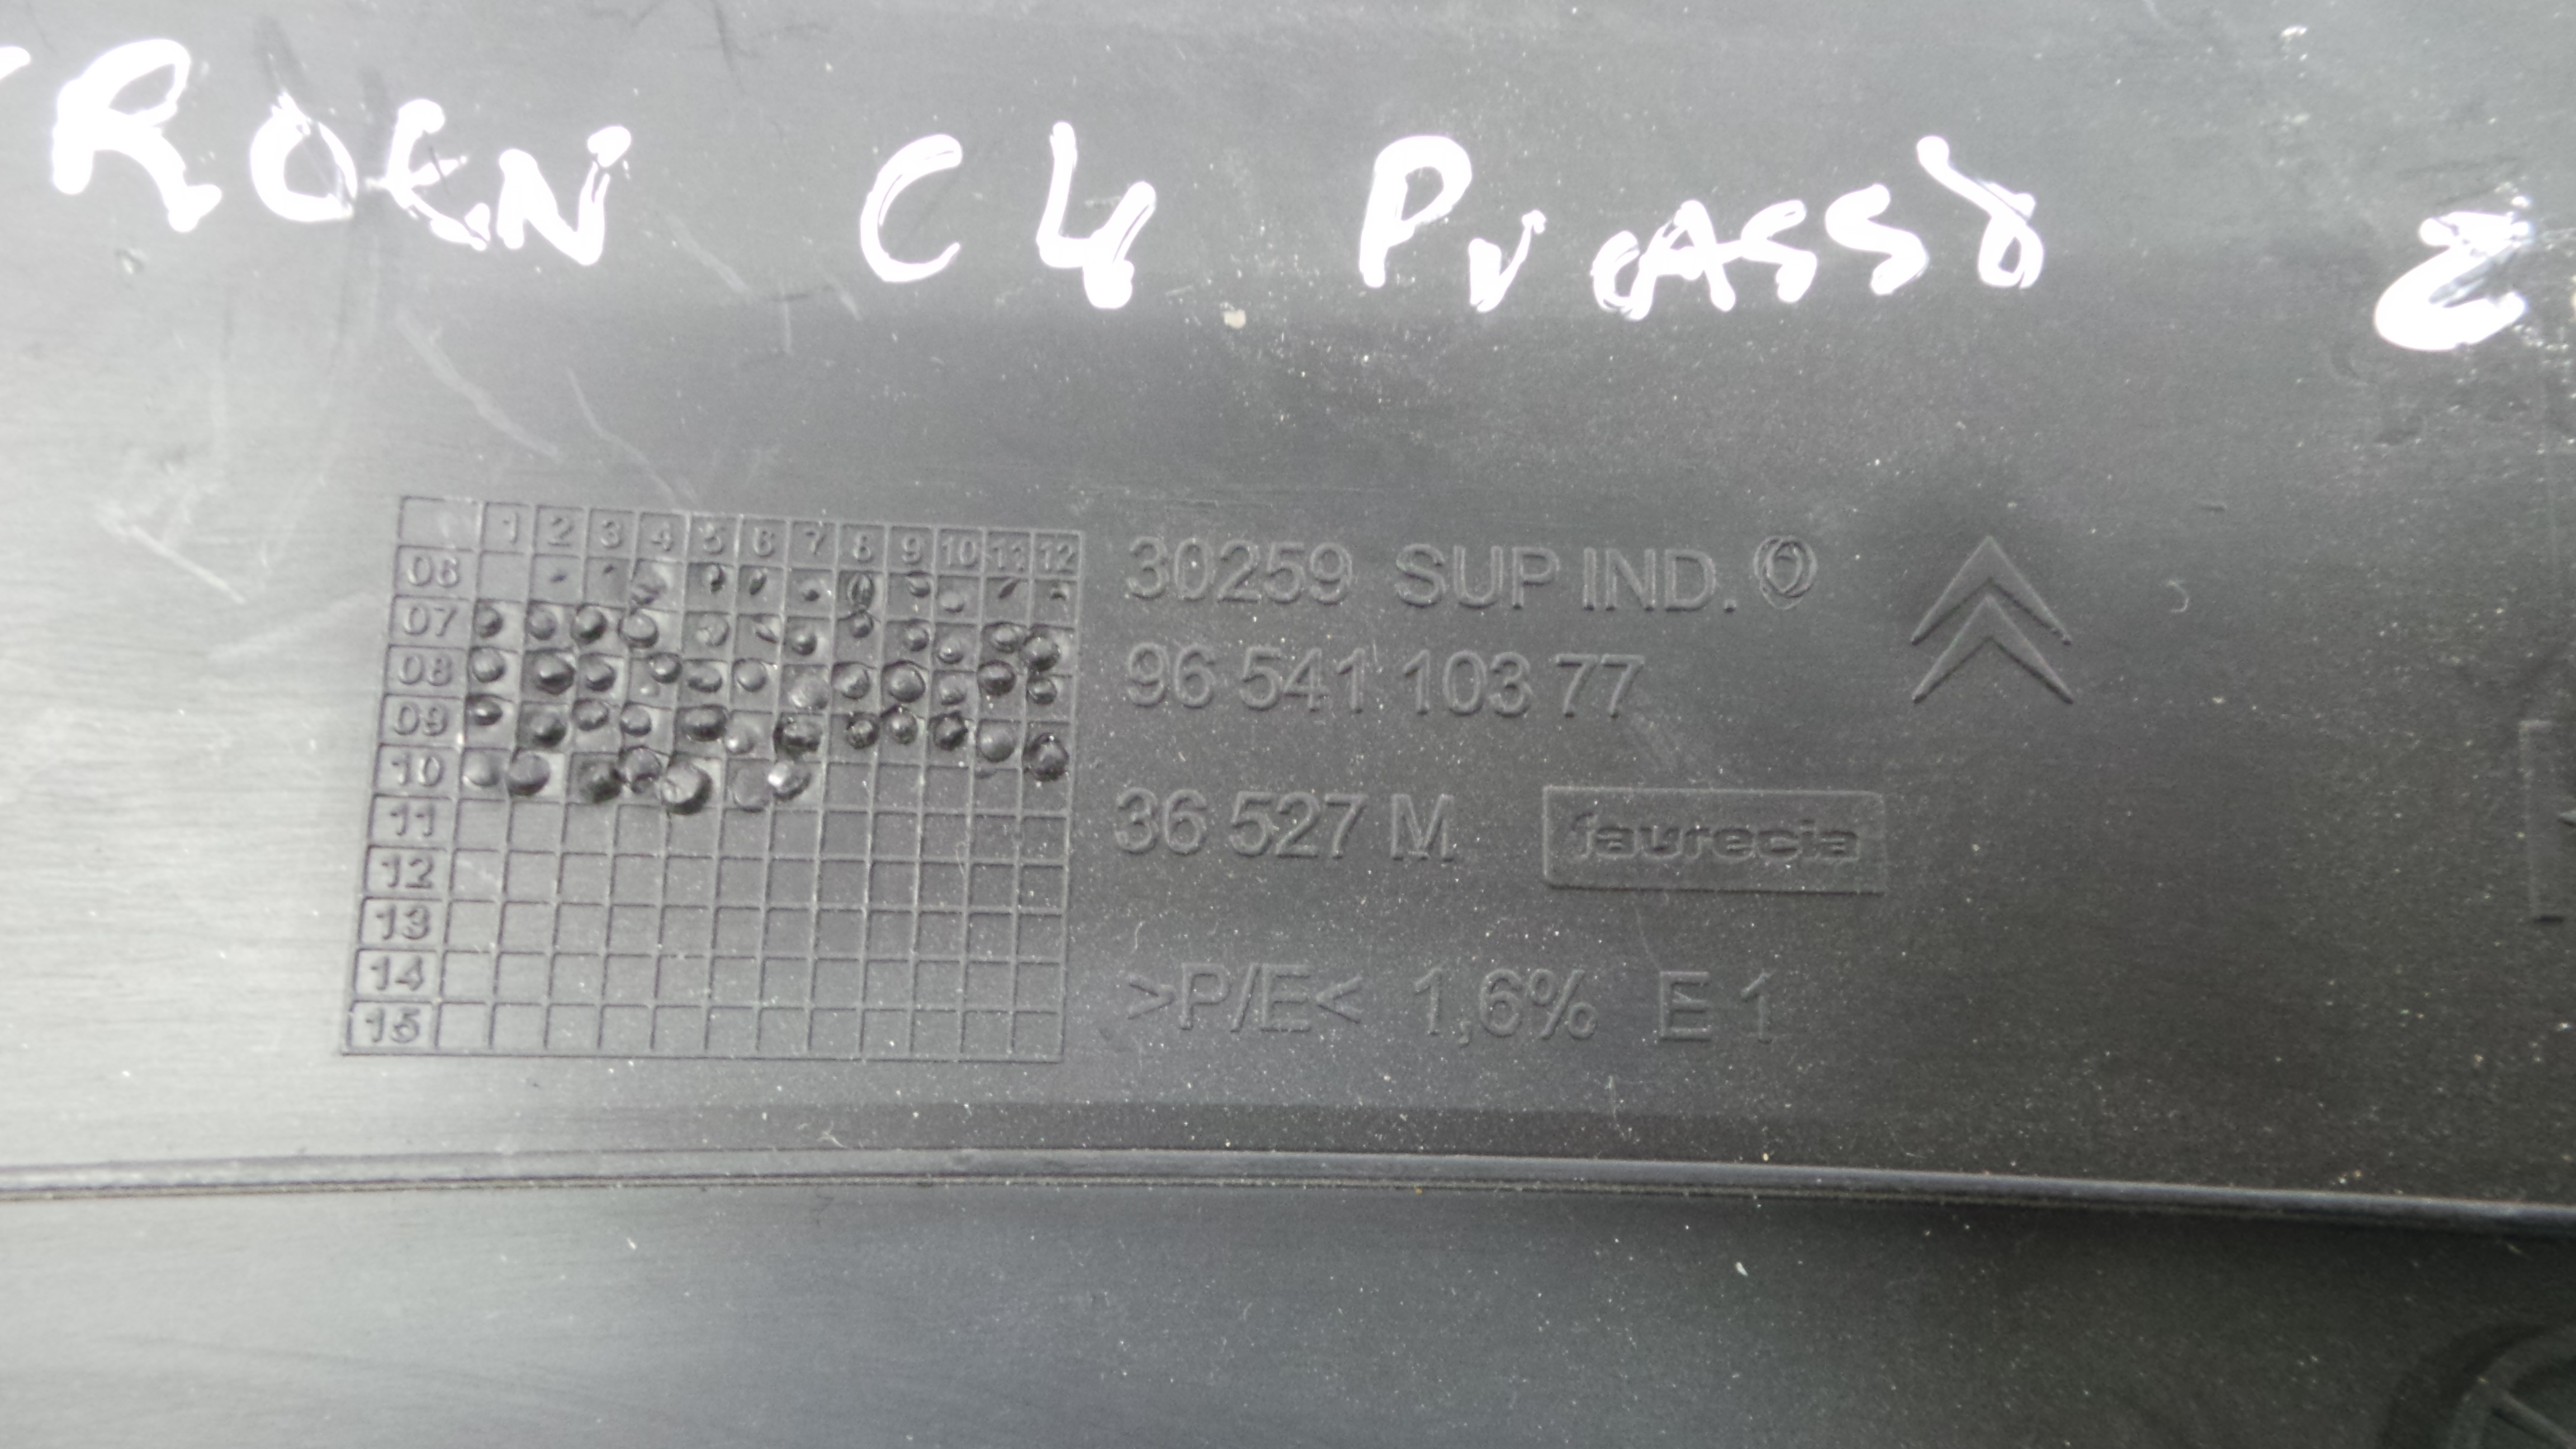 ROEN C4 PICASSO
1 2 3 4 5 6 7 8 9 10 11 12
06
07
08
09
10
11
12
13
14
15
30259 SUP IND.
96 541 103 77
36 527 M faurecia
>P/E< 1,6% E 1